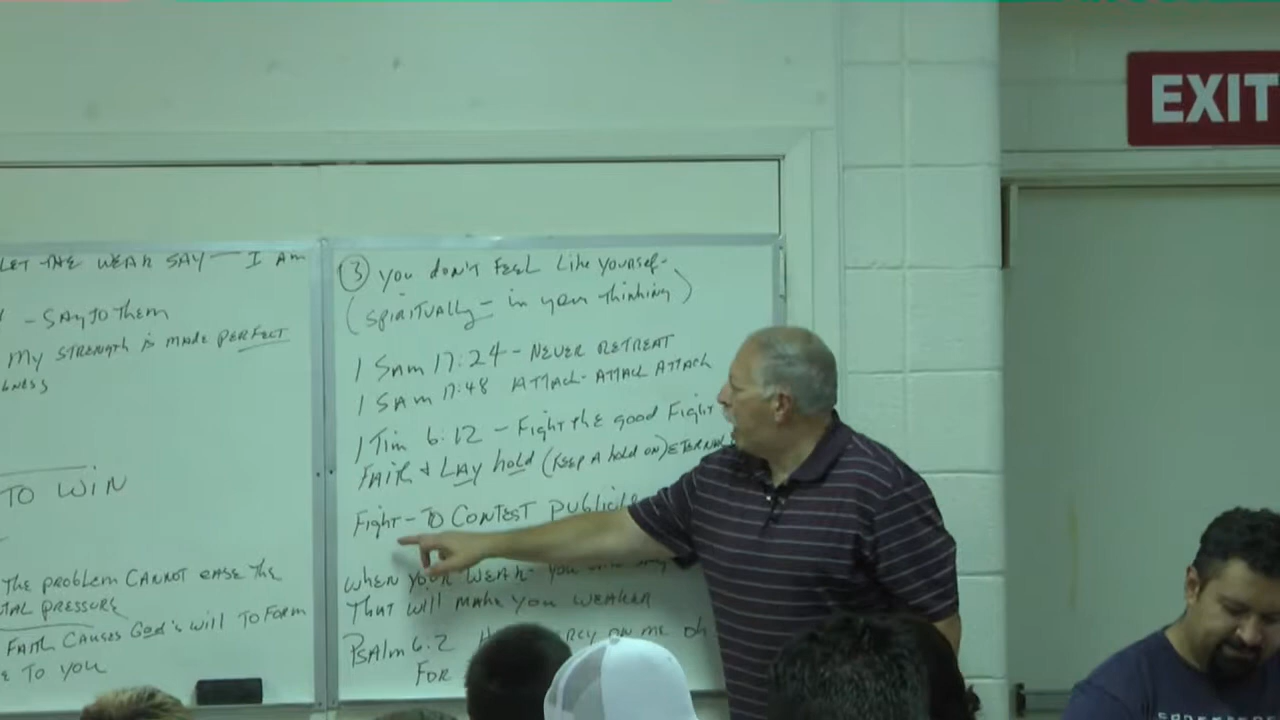 LET THE WEAK SAY — I AM
- SAY TO Them
MY STRENGTH is MADE PERFECT
TO WIN
THE PROBLEM CANNOT EASE THE
PRESSURE
FAITH CAUSES God's will TO FORM
TO YOU
③ you don't FEEL Like YOURSELF-
(SPIRITUALLY - in your Thinking)
1 SAM 17:24 - NEVER RETREAT
1 SAM 17:48 ATTACK- ATTACK ATTACK
1 Tim 6:12 - Fight the good Fight
FAITH & LAY hold (KEEP A hold on)
Fight - TO CONTEST PUBLICLY
WHEN YOUR WEAK - YOU
THAT Will MAKE You WEAKER
PSAlm 6:2 ON ME Oh
FOR
EXIT